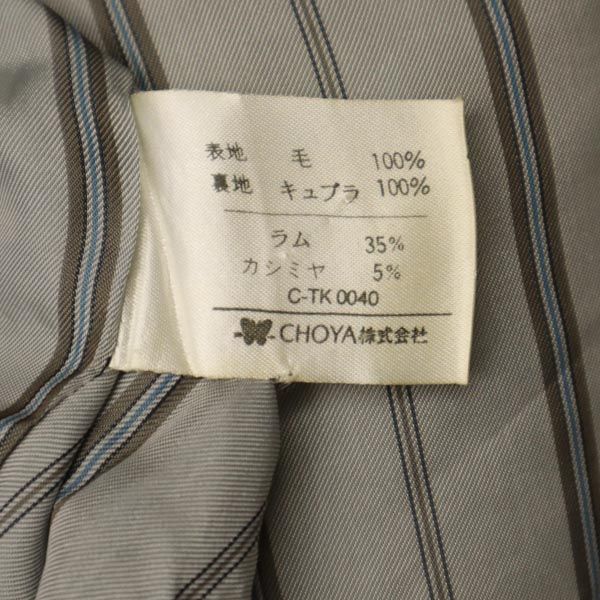 表地 毛 100%
裏地 キュプラ 100%
ラム 35%
カシミヤ 5%
C-TK 0040
CHOYA株式会社